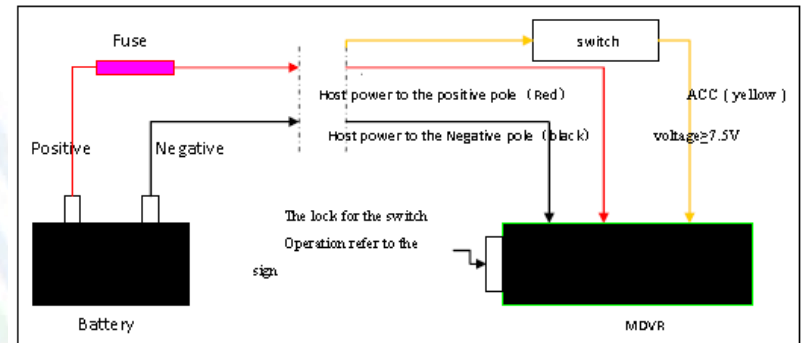 Fuse
switch
Host power to the positive pole（Red）
ACC ( yellow )
Host power to the Negative pole（black）
voltage≥7.5V
Positive
Negative
The lock for the switch
Operation refer to the
sign
Battery
MDVR